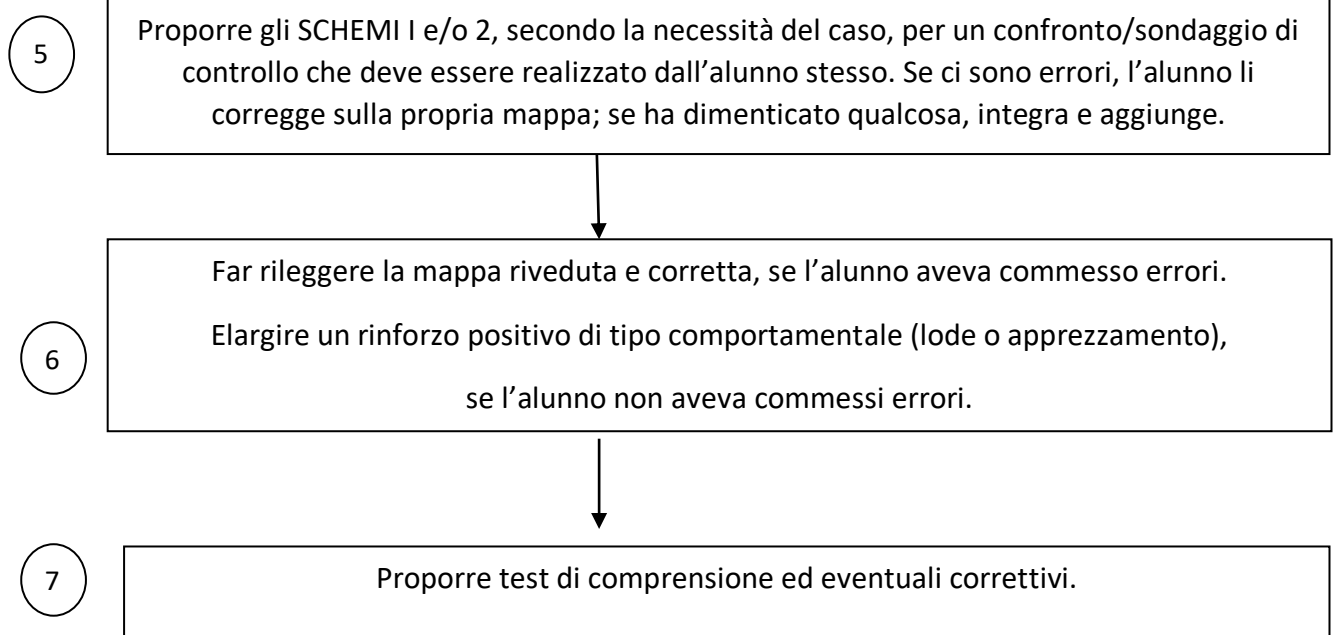 5
Proporre gli SCHEMI I e/o 2, secondo la necessità del caso, per un confronto/sondaggio di
controllo che deve essere realizzato dall’alunno stesso. Se ci sono errori, l’alunno li
corregge sulla propria mappa; se ha dimenticato qualcosa, integra e aggiunge.
Far rileggere la mappa riveduta e corretta, se l’alunno aveva commesso errori.
6
Elargire un rinforzo positivo di tipo comportamentale (lode o apprezzamento),
se l’alunno non aveva commessi errori.
7
Proporre test di comprensione ed eventuali correttivi.